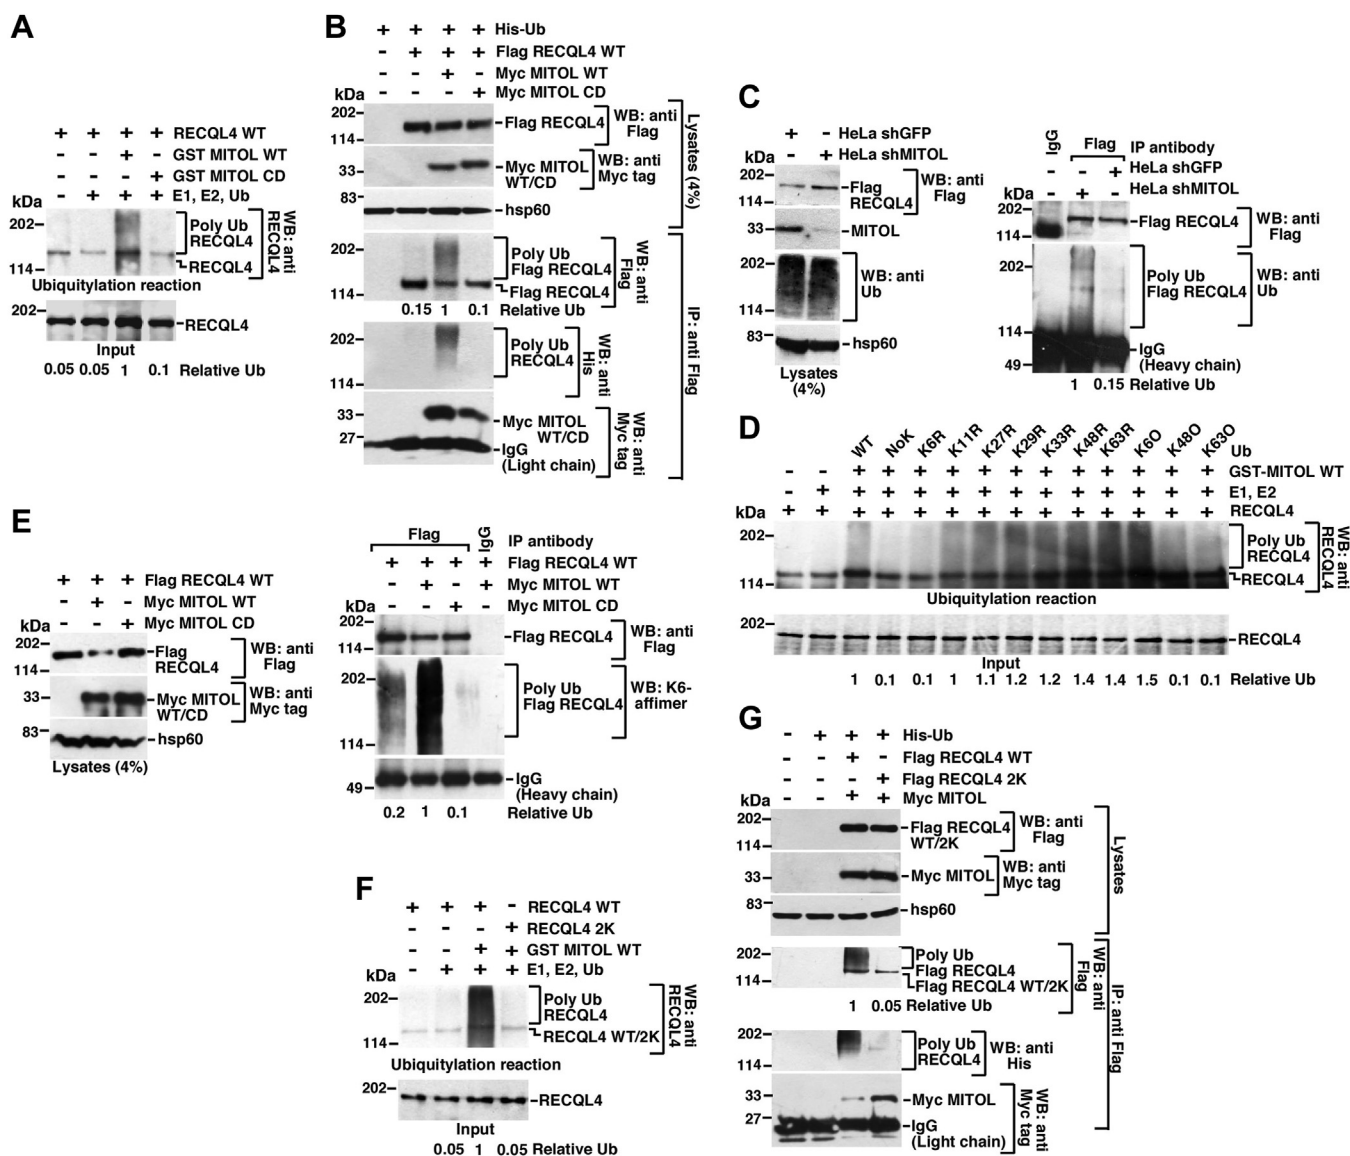 A
+ + + + RECQL4 WT
- - + - GST MITOL WT
- - - + GST MITOL CD
- + + + E1, E2, Ub
kDa
202
114
Poly Ub
RECQL4
RECQL4
WB: anti
RECQL4
Ubiquitylation reaction
202
RECQL4
Input
0.05 0.05 1 0.1 Relative Ub
B
+ + + + His-Ub
- + + + Flag RECQL4 WT
- - + - Myc MITOL WT
- - - + Myc MITOL CD
kDa
202
114
Flag RECQL4
WB: anti
Flag
33
Myc MITOL
WT/CD
WB: anti
Myc tag
83
hsp60
Lysates (4%)
202
114
Poly Ub
Flag RECQL4
Flag RECQL4
WB: anti
Flag
0.15 1 0.1 Relative Ub
202
114
Poly Ub
RECQL4
WB: anti
His
33
27
Myc MITOL
WT/CD
IgG
(Light chain)
WB: anti
Myc tag
IP: anti Flag
C
+ - HeLa shGFP
- + HeLa shMITOL
kDa
202
114
Flag
RECQL4
WB: anti
Flag
33
MITOL
202
114
WB: anti
Ub
83
hsp60
Lysates
(4%)
IgG
Flag
IP antibody
- + HeLa shGFP
+ - HeLa shMITOL
kDa
202
114
Flag RECQL4
WB: anti
Flag
202
114
49
Poly Ub
Flag RECQL4
WB: anti
Ub
IgG
(Heavy chain)
1 0.15 Relative Ub
D
WT NoK K6R K11R K27R K29R K33R K48R K63R K6O K48O K63O Ub
- - + + + + + + + + + + + + GST-MITOL WT
- + + + + + + + + + + + + + E1, E2
+ + + + + + + + + + + + + + RECQL4
kDa
202
114
Poly Ub
RECQL4
RECQL4
WB: anti
RECQL4
Ubiquitylation reaction
202
RECQL4
Input
1 0.1 0.1 1 1.1 1.2 1.2 1.4 1.4 1.5 0.1 0.1 Relative Ub
E
+ + + Flag RECQL4 WT
- + - Myc MITOL WT
- - + Myc MITOL CD
kDa
202
114
Flag
RECQL4
WB: anti
Flag
33
Myc MITOL
WT/CD
WB: anti
Myc tag
83
hsp60
Lysates (4%)
Flag
IgG
IP antibody
+ + + + Flag RECQL4 WT
- + - + Myc MITOL WT
- - + - Myc MITOL CD
kDa
202
114
Flag RECQL4
WB: anti
Flag
202
114
Poly Ub
Flag RECQL4
WB: K6-
affimer
49
IgG
(Heavy chain)
0.2 1 0.1 Relative Ub
F
+ + + - RECQL4 WT
- - - + RECQL4 2K
- - + + GST MITOL WT
- + + + E1, E2, Ub
kDa
202
114
Poly Ub
RECQL4
RECQL4 WT/2K
WB: anti
RECQL4
Ubiquitylation reaction
202
RECQL4
Input
0.05 1 0.05 Relative Ub
G
- + + + His-Ub
- - + - Flag RECQL4 WT
- - - + Flag RECQL4 2K
- - + + Myc MITOL
kDa
202
114
Flag RECQL4
WT/2K
WB: anti
Flag
33
Myc MITOL
WB: anti
Myc tag
83
hsp60
Lysates
202
114
Poly Ub
Flag RECQL4
Flag RECQL4 WT/2K
WB: anti
Flag
1 0.05 Relative Ub
202
114
Poly Ub
RECQL4
WB: anti
His
33
27
Myc MITOL
IgG
(Light chain)
WB: anti
Myc tag
IP: anti Flag